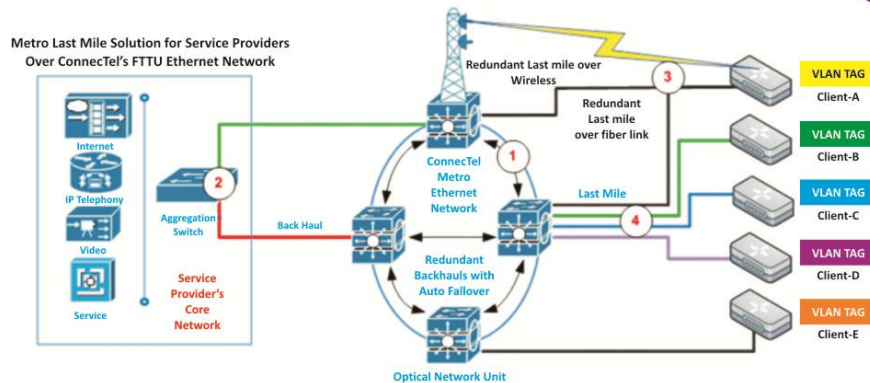 Metro Last Mile Solution for Service Providers
Over ConnecTel's FTTU Ethernet Network
Internet
IP Telephony
Video
Service
2
Aggregation
Switch
Service
Provider's
Core
Network
Back Haul
Redundant Last mile over
Wireless
3
Redundant
Last mile
over fiber link
1
ConnecTel
Metro
Ethernet
Network
Last Mile
4
Redundant
Backhauls with
Auto Fallover
Optical Network Unit
VLAN TAG
Client-A
VLAN TAG
Client-B
VLAN TAG
Client-C
VLAN TAG
Client-D
VLAN TAG
Client-E